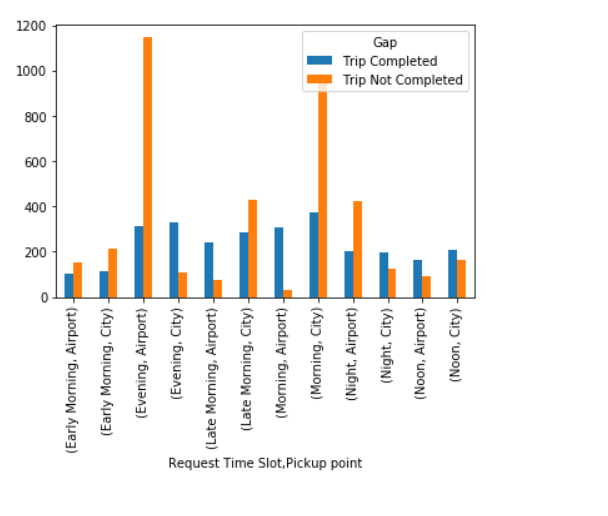 1200
1000
800
600
400
200
0
Gap
Trip Completed
Trip Not Completed
(Early Morning, Airport)
(Early Morning, City)
(Evening, Airport)
(Evening, City)
(Late Morning, Airport)
(Late Morning, City)
(Morning, Airport)
(Morning, City)
(Night, Airport)
(Night, City)
(Noon, Airport)
(Noon, City)
Request Time Slot,Pickup point